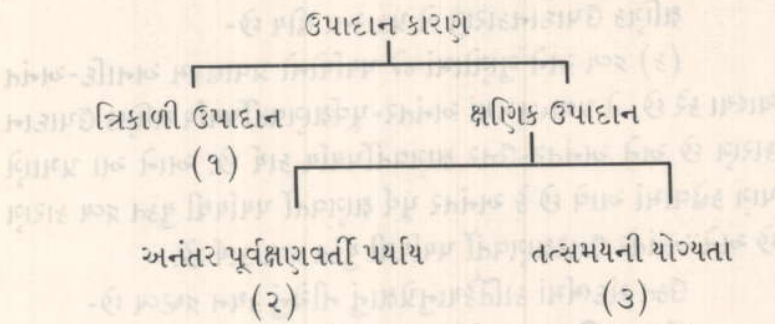 ઉપાદાન કારણ
ત્રિકાળી ઉપાદાન ક્ષણિક ઉપાદાન
(૧)
અનંતર પૂર્વક્ષણવર્તી પર્યાય તત્સમયની યોગ્યતા
(૨) (૩)